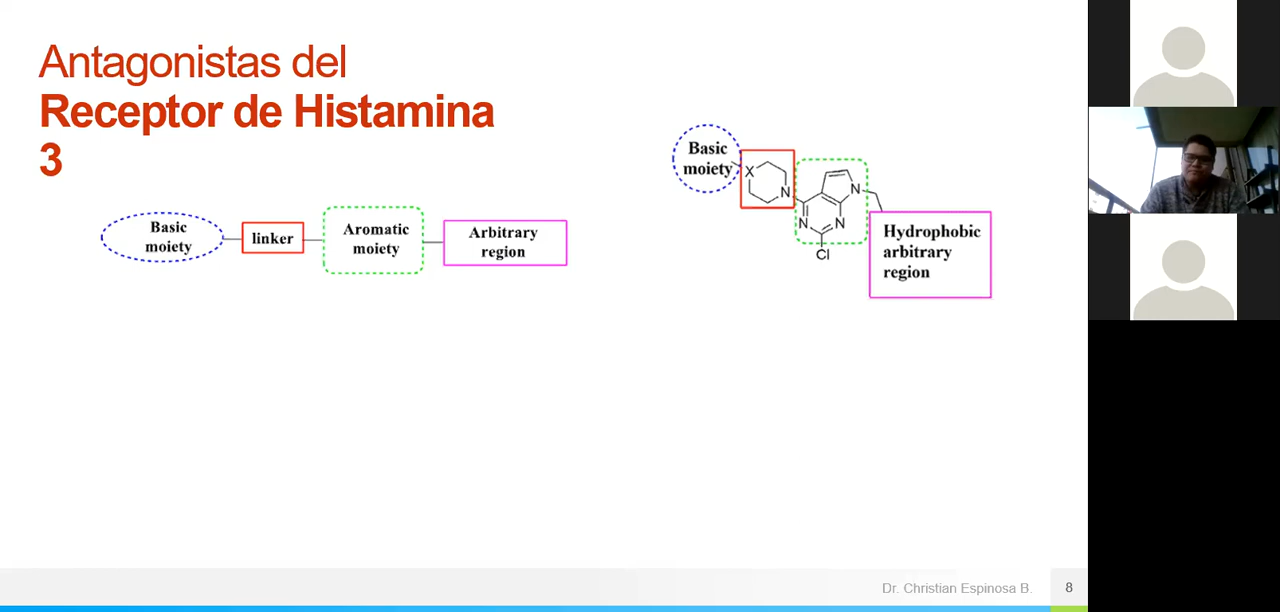 Antagonistas del
Receptor de Histamina
3
Basic
moiety
linker
Aromatic
moiety
Arbitrary
region
Basic
moiety
X
N
N
N
N
Cl
Hydrophobic
arbitrary
region
Dr. Christian Espinosa B.
8